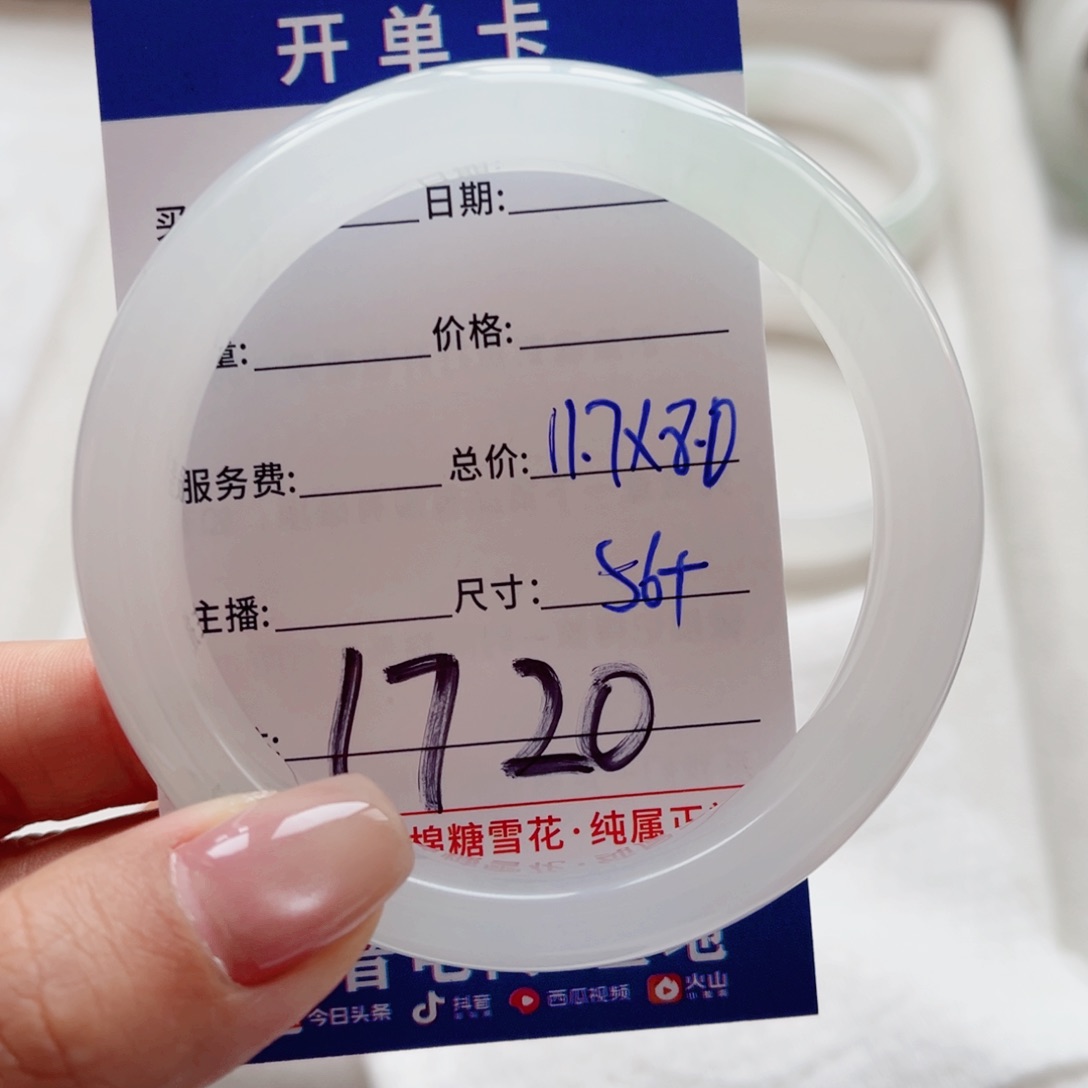 开单卡
日期:
量: 价格:
服务费: 总价: 11.7X8.0
主播: 尺寸: 56+
1720
棉糖雪花·纯属正
今日头条 抖音 西瓜视频 火山